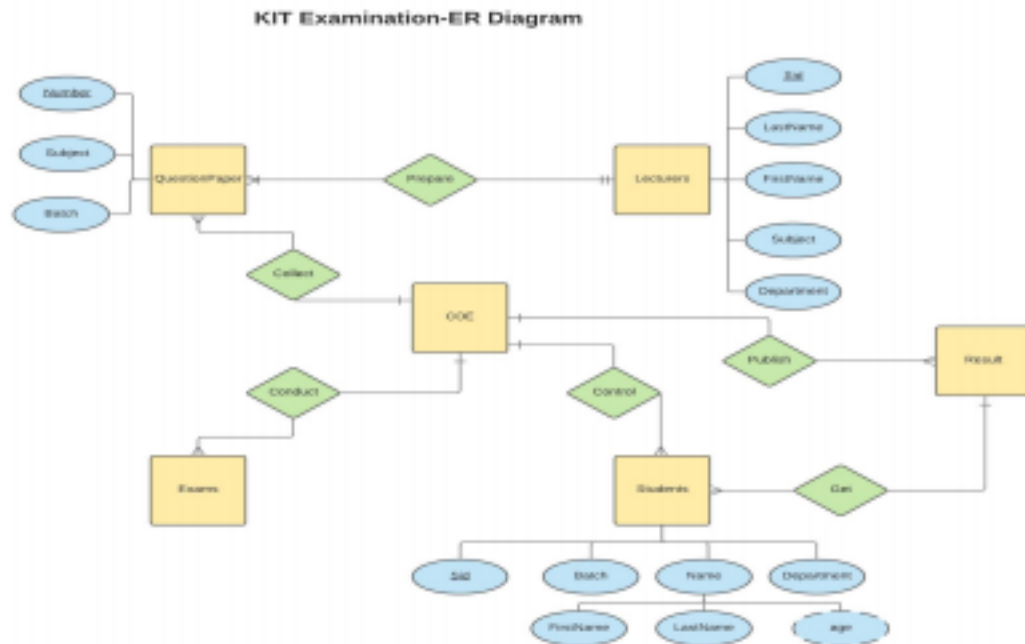 KIT Examination-ER Diagram
Number
Subject
Batch
QuestionPaper
Prepare
Lecturers
LastName
FirstName
Subject
Department
Collect
COE
Publish
Result
Conduct
Control
Exams
Students
Get
Sid
Batch
Name
Department
FirstName
LastName
age